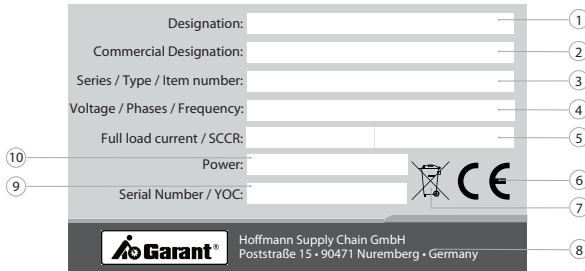 Designation: 1
Commercial Designation: 2
Series / Type / Item number: 3
Voltage / Phases / Frequency: 4
Full load current / SCCR: 5
10 Power: 6
9 Serial Number / YOC: 7
CE
Garant®
Hoffmann Supply Chain GmbH
Poststraße 15 • 90471 Nuremberg • Germany 8